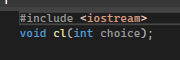 #include <iostream>
void cl(int choice);